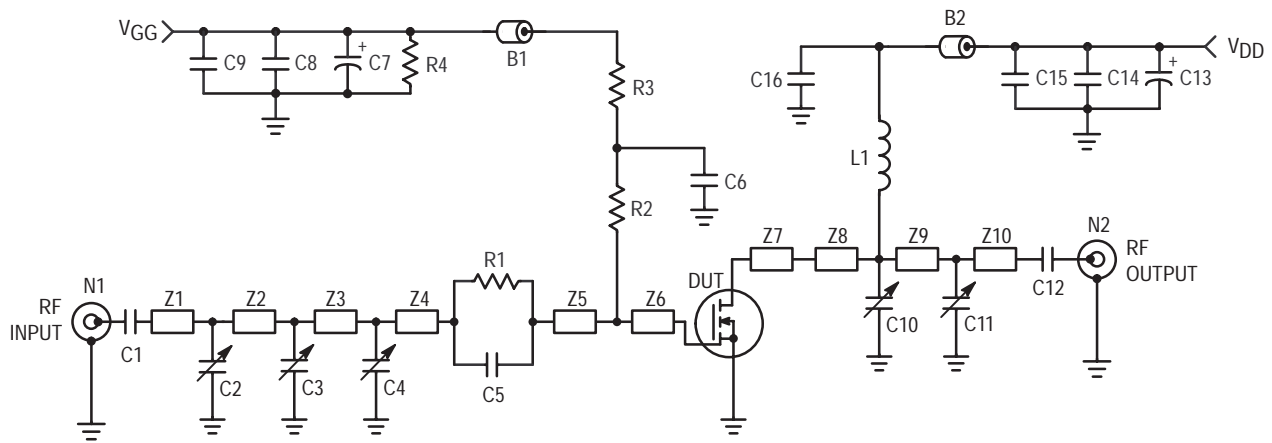 VGG
C9
C8
+
C7
R4
B1
R3
C6
R2
B2
VDD
C16
C15
C14
+
C13
L1
N1
RF
INPUT
C1
Z1
Z2
Z3
Z4
R1
C5
Z5
Z6
C2
C3
C4
DUT
Z7
Z8
Z9
Z10
C10
C11
C12
N2
RF
OUTPUT